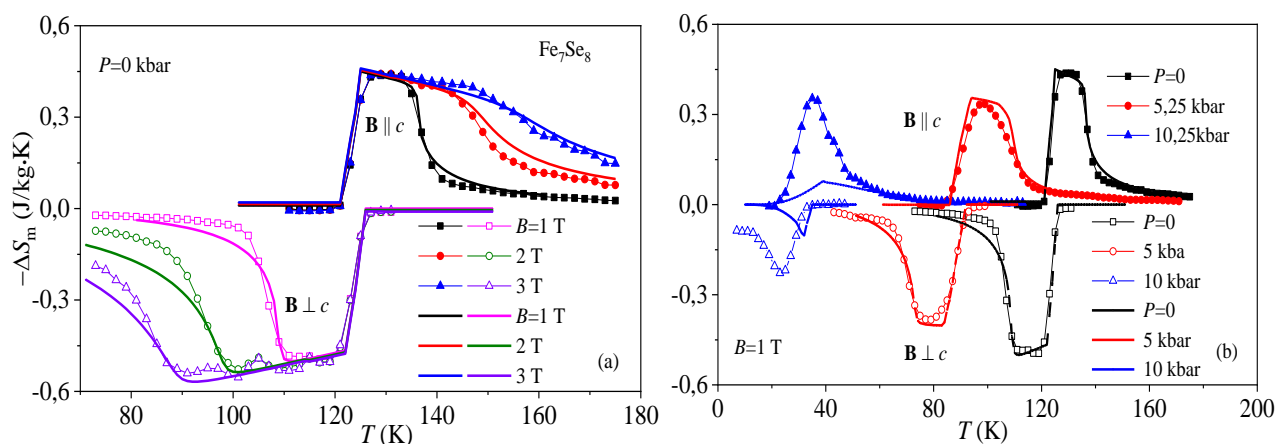 0,6
0,3
0,0
-0,3
-0,6
−ΔSm (J/kg·K)
P=0 kbar
Fe7Se8
B || c
B ⊥ c
B=1 T
2 T
3 T
B=1 T
2 T
3 T
(a)
80 100 120 140 160 180
T (K)
0,6
0,3
0,0
-0,3
-0,6
P=0
5,25 kbar
10,25kbar
B || c
P=0
5 kba
10 kbar
P=0
5 kbar
10 kbar
B ⊥ c
B=1 T
(b)
0 40 80 120 160 200
T (K)